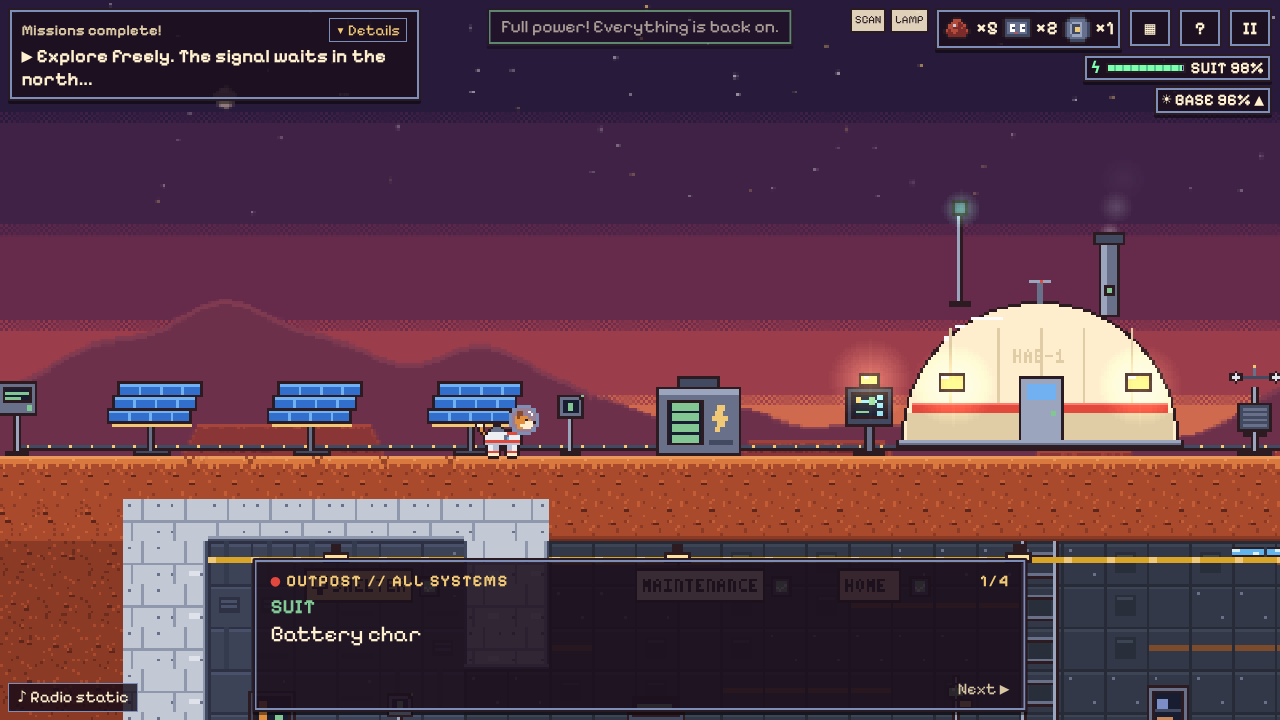 Missions complete!
▾ Details
▶ Explore freely. The signal waits in the
north...
Full power! Everything is back on.
SCAN
LAMP
×9
×2
×1
?
II
SUIT 98%
☀ BASE 96% ▲
HAB-1
OUTPOST // ALL SYSTEMS
1/4
MAINTENANCE
HOME
SUIT
Battery char
Next ▶
♪ Radio static